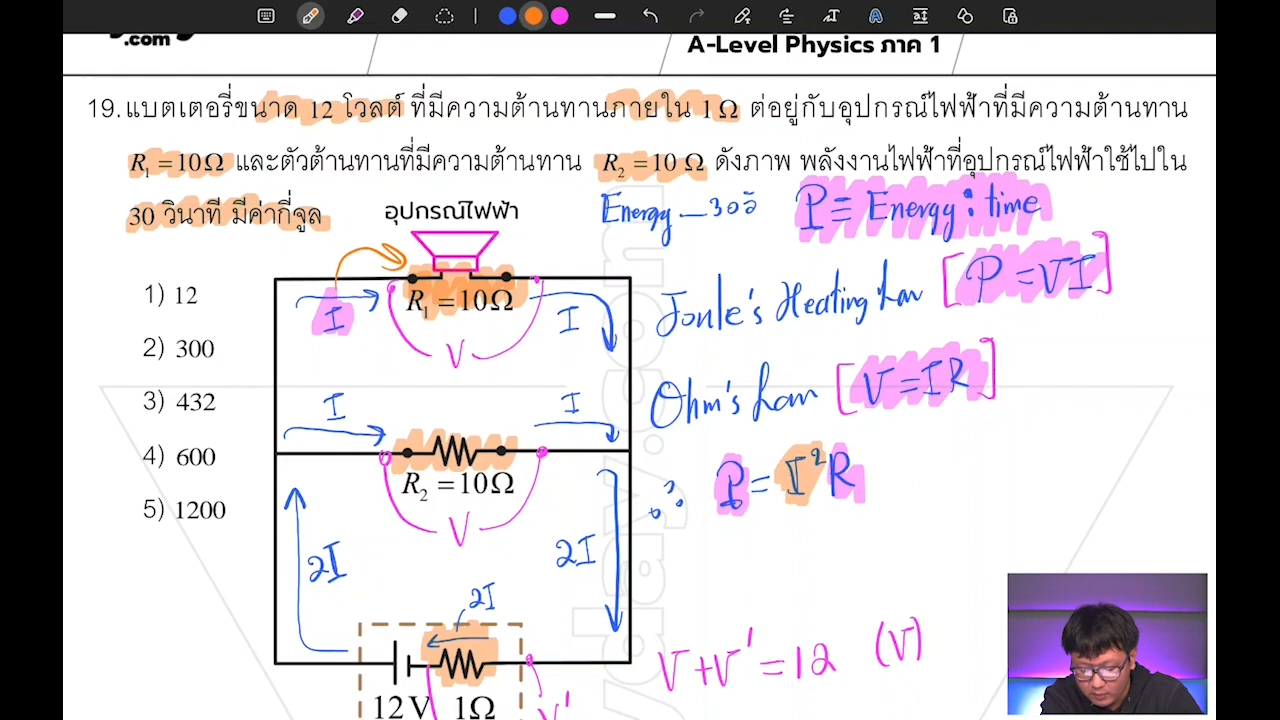 .com
A-Level Physics ภาค 1
19. แบตเตอรี่ขนาด 12 โวลต์ ที่มีความต้านทานภายใน 1 Ω ต่ออยู่กับอุปกรณ์ไฟฟ้าที่มีความต้านทาน
R₁ = 10 Ω และตัวต้านทานที่มีความต้านทาน R₂ = 10 Ω ดังภาพ พลังงานไฟฟ้าที่อุปกรณ์ไฟฟ้าใช้ไปใน
30 วินาที มีค่ากี่จูล
อุปกรณ์ไฟฟ้า
Energy — 30วิ
P ≡ Energy : time
1) 12
2) 300
3) 432
4) 600
5) 1200
I
R₁ = 10 Ω
I
V
Joule's Heating Law [P = VI]
I
I
Ohm's Law [V = IR]
R₂ = 10 Ω
V
∴ P = I²R
2I
2I
2I
12 V
1 Ω
V'
V + V' = 12 (V)
yday.com